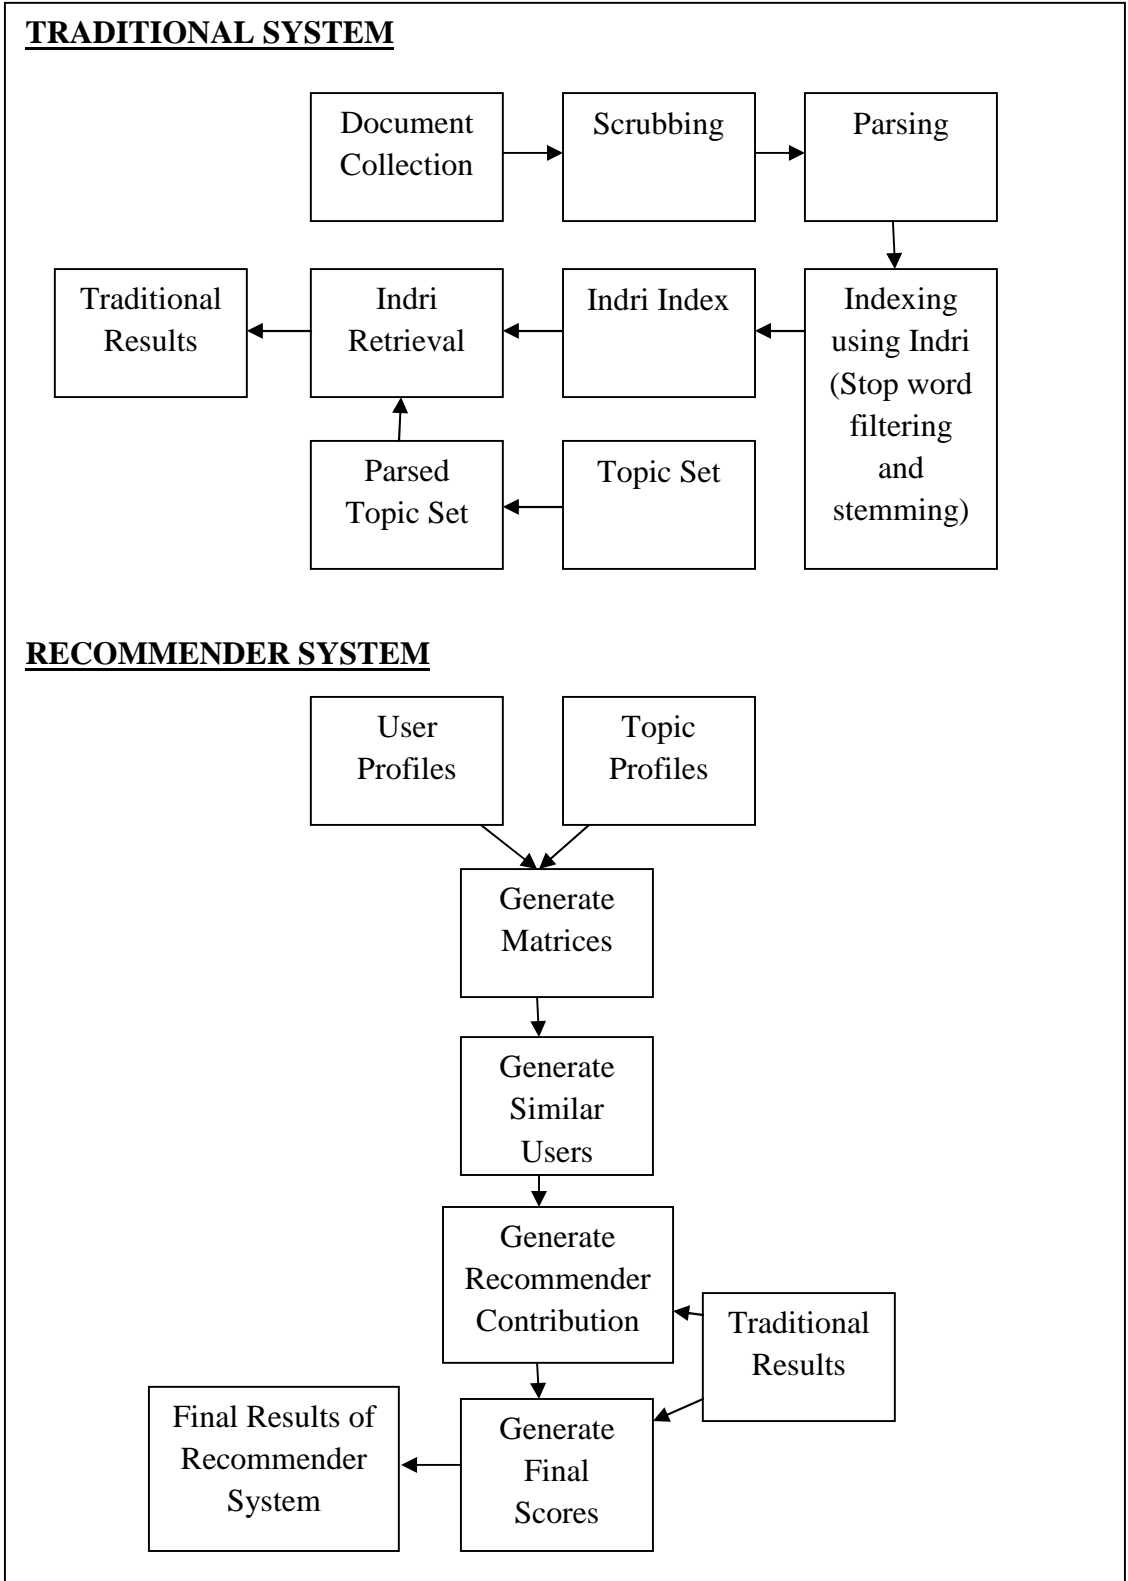 TRADITIONAL SYSTEM
Document
Collection
Scrubbing
Parsing
Traditional
Results
Indri
Retrieval
Indri Index
Indexing
using Indri
(Stop word
filtering
and
stemming)
Parsed
Topic Set
Topic Set
RECOMMENDER SYSTEM
User
Profiles
Topic
Profiles
Generate
Matrices
Generate
Similar
Users
Generate
Recommender
Contribution
Traditional
Results
Final Results of
Recommender
System
Generate
Final
Scores